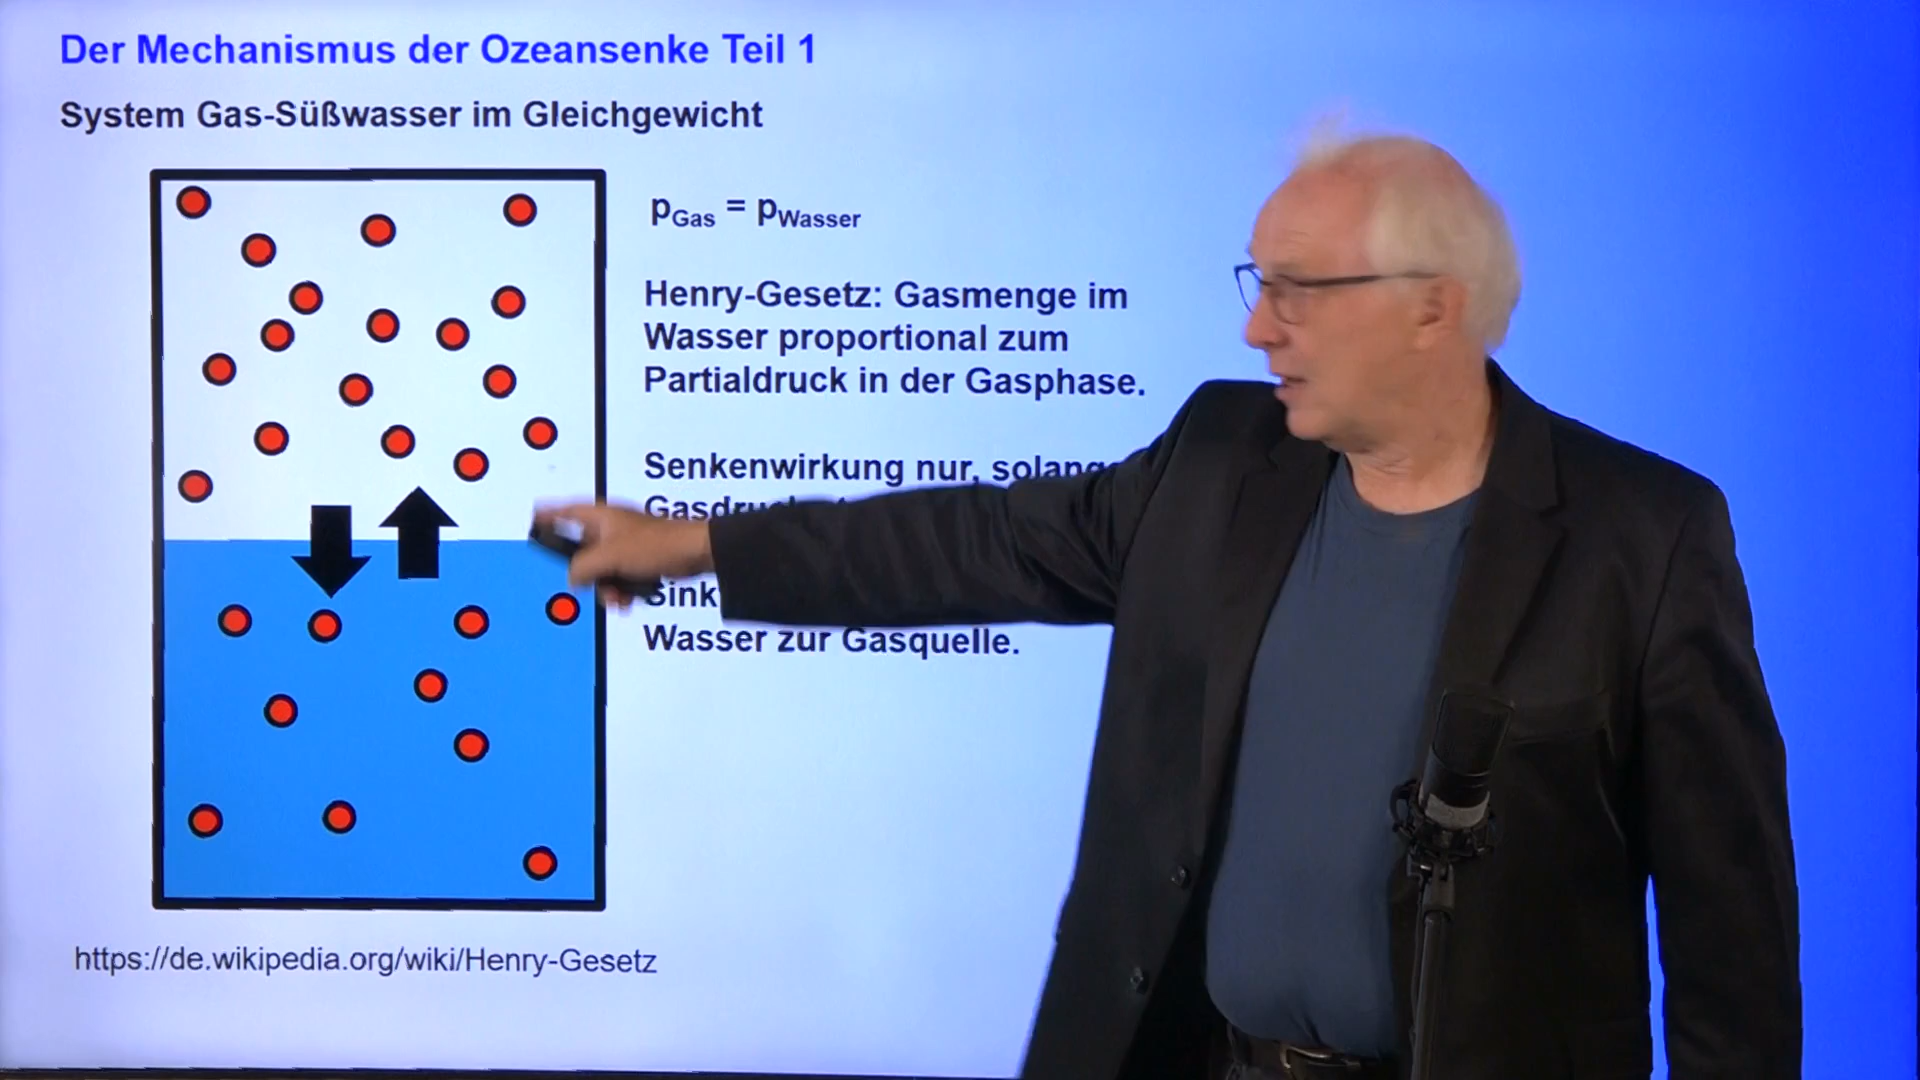 Der Mechanismus der Ozeansenke Teil 1
System Gas-Süßwasser im Gleichgewicht
pGas = pWasser
Henry-Gesetz: Gasmenge im
Wasser proportional zum
Partialdruck in der Gasphase.
Senkenwirkung nur,
Wasser zur Gasquelle.
https://de.wikipedia.org/wiki/Henry-Gesetz